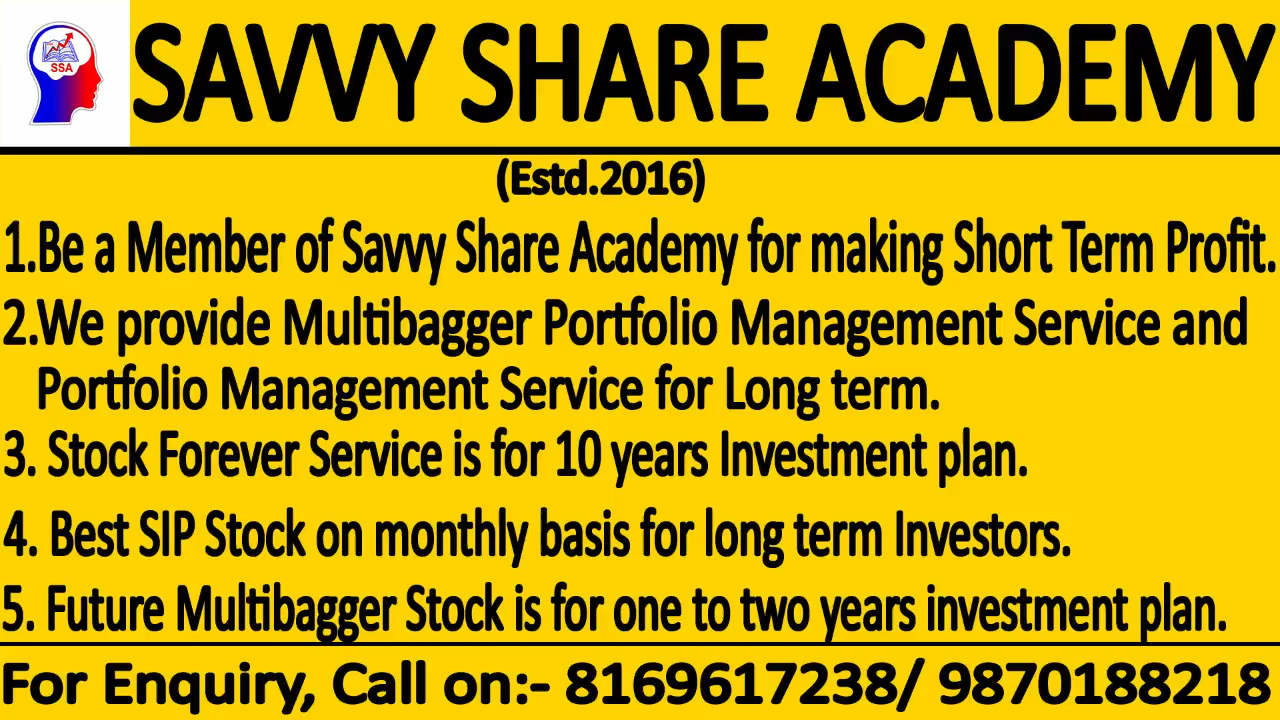 SSA
SAVVY SHARE ACADEMY
(Estd.2016)
1.Be a Member of Savvy Share Academy for making Short Term Profit.
2.We provide Multibagger Portfolio Management Service and
Portfolio Management Service for Long term.
3. Stock Forever Service is for 10 years Investment plan.
4. Best SIP Stock on monthly basis for long term Investors.
5. Future Multibagger Stock is for one to two years investment plan.
For Enquiry, Call on:- 8169617238/ 9870188218